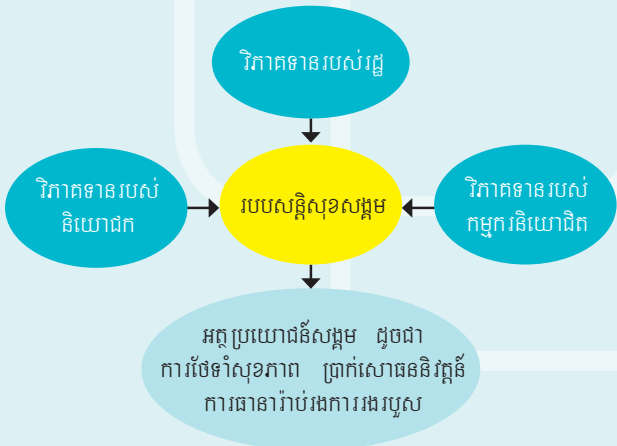 វិភាគទានរបស់រដ្ឋ
វិភាគទានរបស់
និយោជក
របបសន្តិសុខសង្គម
វិភាគទានរបស់
កម្មករនិយោជិត
អត្ថប្រយោជន៍សង្គម ដូចជា
ការថែទាំសុខភាព ប្រាក់សោធននិវត្តន៍
ការធានារ៉ាប់រងការរងរបួស